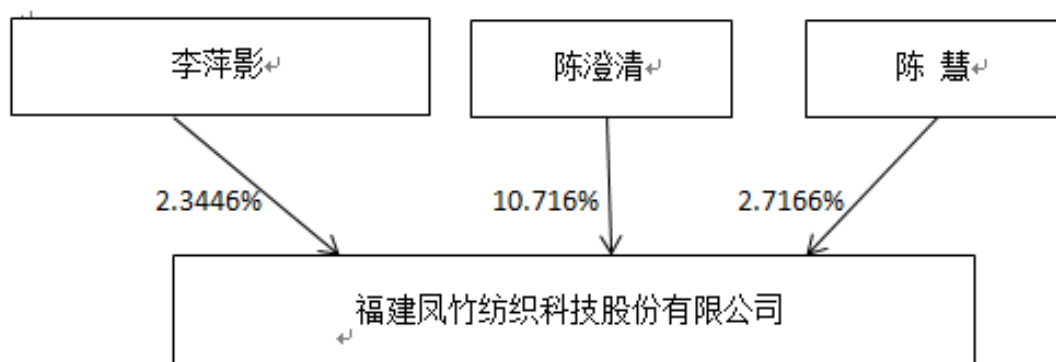 李萍影
陈澄清
陈 慧
2.3446%
10.716%
2.7166%
福建凤竹纺织科技股份有限公司